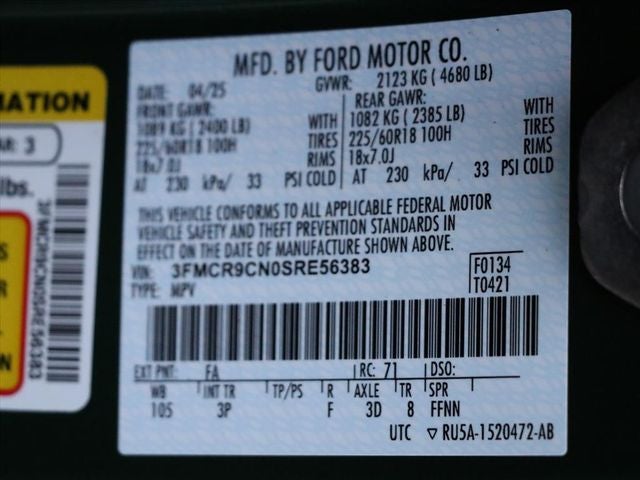 MFD. BY FORD MOTOR CO.
DATE: 04/25
GVWR: 2123 KG ( 4680 LB)
FRONT GAWR:
1089 KG ( 2400 LB) WITH
225/60R18 100H TIRES
18x7.0J RIMS
AT 230 kPa/ 33 PSI COLD
REAR GAWR:
1082 KG ( 2385 LB) WITH
225/60R18 100H TIRES
18x7.0J RIMS
AT 230 kPa/ 33 PSI COLD
THIS VEHICLE CONFORMS TO ALL APPLICABLE FEDERAL MOTOR
VEHICLE SAFETY AND THEFT PREVENTION STANDARDS IN
EFFECT ON THE DATE OF MANUFACTURE SHOWN ABOVE.
VIN: 3FMCR9CN0SRE56383
TYPE: MPV
F0134
T0421
EXT PNT: FA RC: 71 DSO:
WB INT TR TP/PS R AXLE TR SPR
105 3P F 3D 8 FFNN
UTC ▽ RU5A-1520472-AB
MATION
AR: 3
lbs.
S
R
N
3FMCR9CN0SRE56383